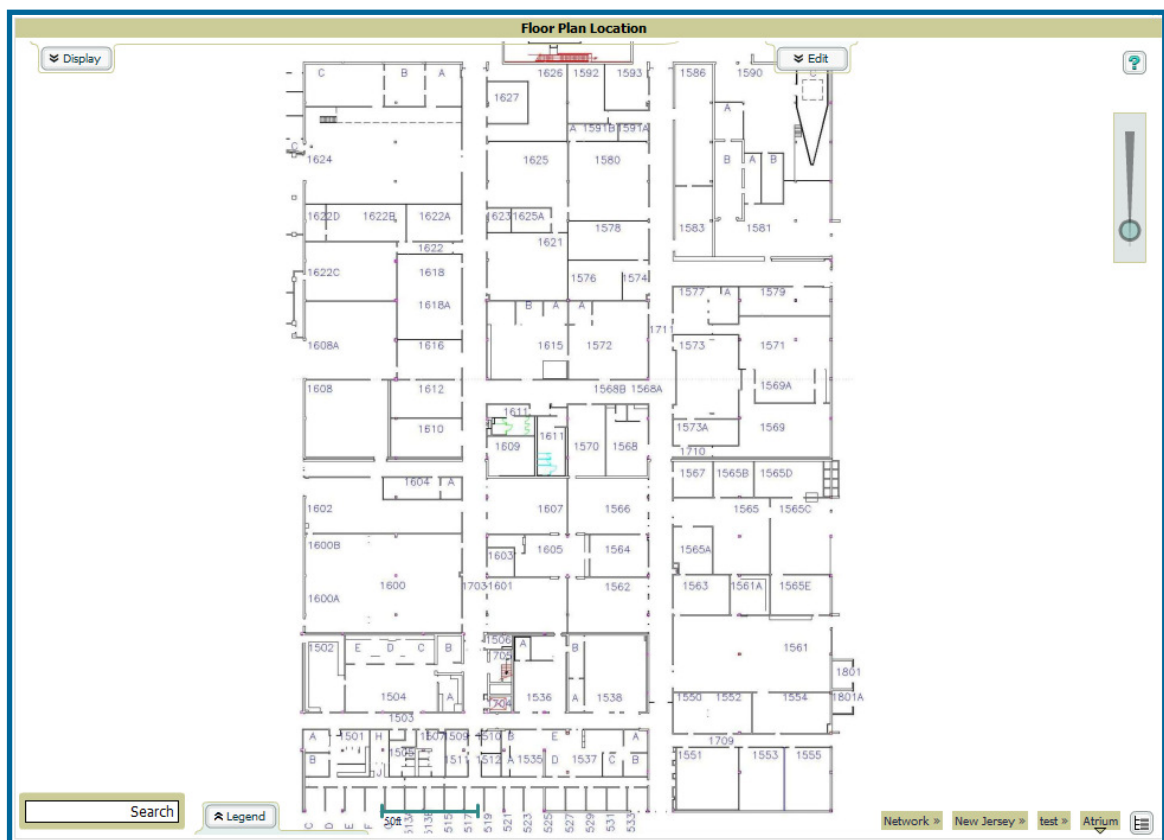 Floor Plan Location
Display
Edit
?
C B A 1626 1592 1593 1586 1590 C
1627
A
A 1591B 1591A
C
1624 1625 1580 B A B
1622D 1622B 1622A 1623 1625A
1622 1621 1578 1583 1581
1622C 1618 1576 1574
1618A B A A 1577 A 1579
1608A 1616 1615 1572 1711 1573 1571
1608 1612 1568B 1568A 1569A
1611
1610 1609 1611 1570 1568 1573A 1569
1710
1604 A 1567 1565B 1565D
1602 1607 1566 1565 1565C
1600B 1603 1605 1564 1565A
1600A 1600 1703 1601 1562 1563 1561A 1565E
1506
1502 E D C B 705 A B 1561
1801
1504 A 704 1536 A 1538 1550 1552 1554 1801A
1503
1709
A 1501 H 1507 1509 1510 B E A
B J 1505 1511 1512 A 1535 D 1537 C B 1551 1553 1555
C D E F G 513A 513B 515 517 519 521 523 525 527 529 531 533
50ft
Search
Legend
Network » New Jersey » test » Atrium